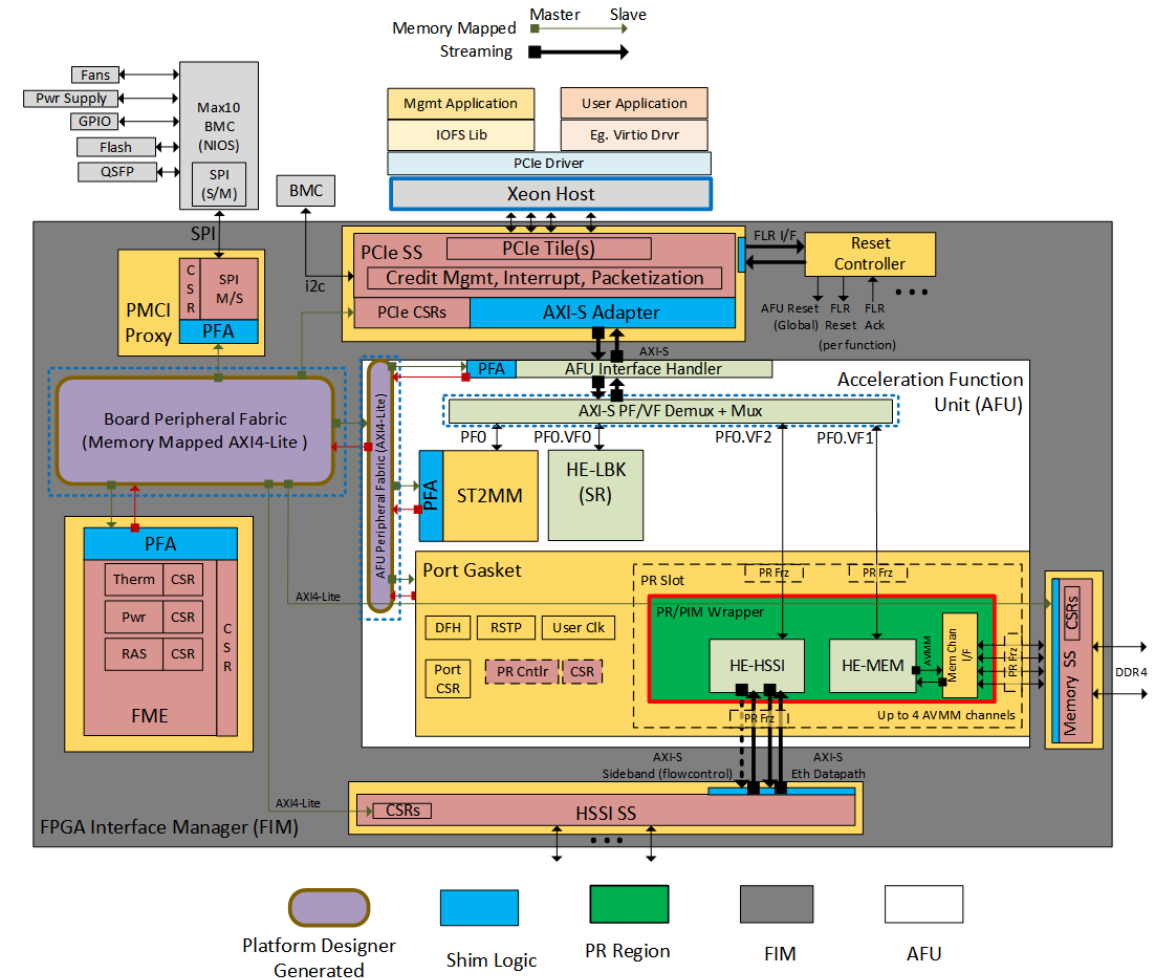 Master
Slave
Memory Mapped
Streaming
Fans
Pwr Supply
GPIO
Flash
QSFP
Max10
BMC
(NIOS)
SPI
(S/M)
BMC
Mgmt Application
User Application
IOFS Lib
Eg. Virtio Drvr
PCIe Driver
Xeon Host
SPI
i2c
PMCI
Proxy
C
S
R
SPI
M/S
PFA
PCIe SS
PCIe Tile(s)
Credit Mgmt, Interrupt, Packetization
PCIe CSRs
AXI-S Adapter
FLR I/F
Reset
Controller
AFU Reset
(Global)
FLR
Reset
FLR
Ack
(per function)
AXI-S
Board Peripheral Fabric
(Memory Mapped AXI4-Lite )
AFU Peripheral Fabric (AXI4-Lite)
PFA
AFU Interface Handler
Acceleration Function
Unit (AFU)
AXI-S PF/VF Demux + Mux
PF0
PF0.VF0
PF0.VF2
PF0.VF1
PFA
ST2MM
HE-LBK
(SR)
PFA
Therm
CSR
Pwr
CSR
RAS
CSR
C
S
R
FME
AXI4-Lite
Port Gasket
DFH
RSTP
User Clk
Port
CSR
PR Cntlr
CSR
PR Slot
PR Frz
PR Frz
PR/PIM Wrapper
HE-HSSI
HE-MEM
AVMM
Mem Chan
I/F
PR Frz
PR Frz
Up to 4 AVMM channels
Memory SS
CSRs
DDR4
AXI-S
Sideband (flowcontrol)
AXI-S
Eth Datapath
AXI4-Lite
CSRs
HSSI SS
FPGA Interface Manager (FIM)
Platform Designer
Generated
Shim Logic
PR Region
FIM
AFU